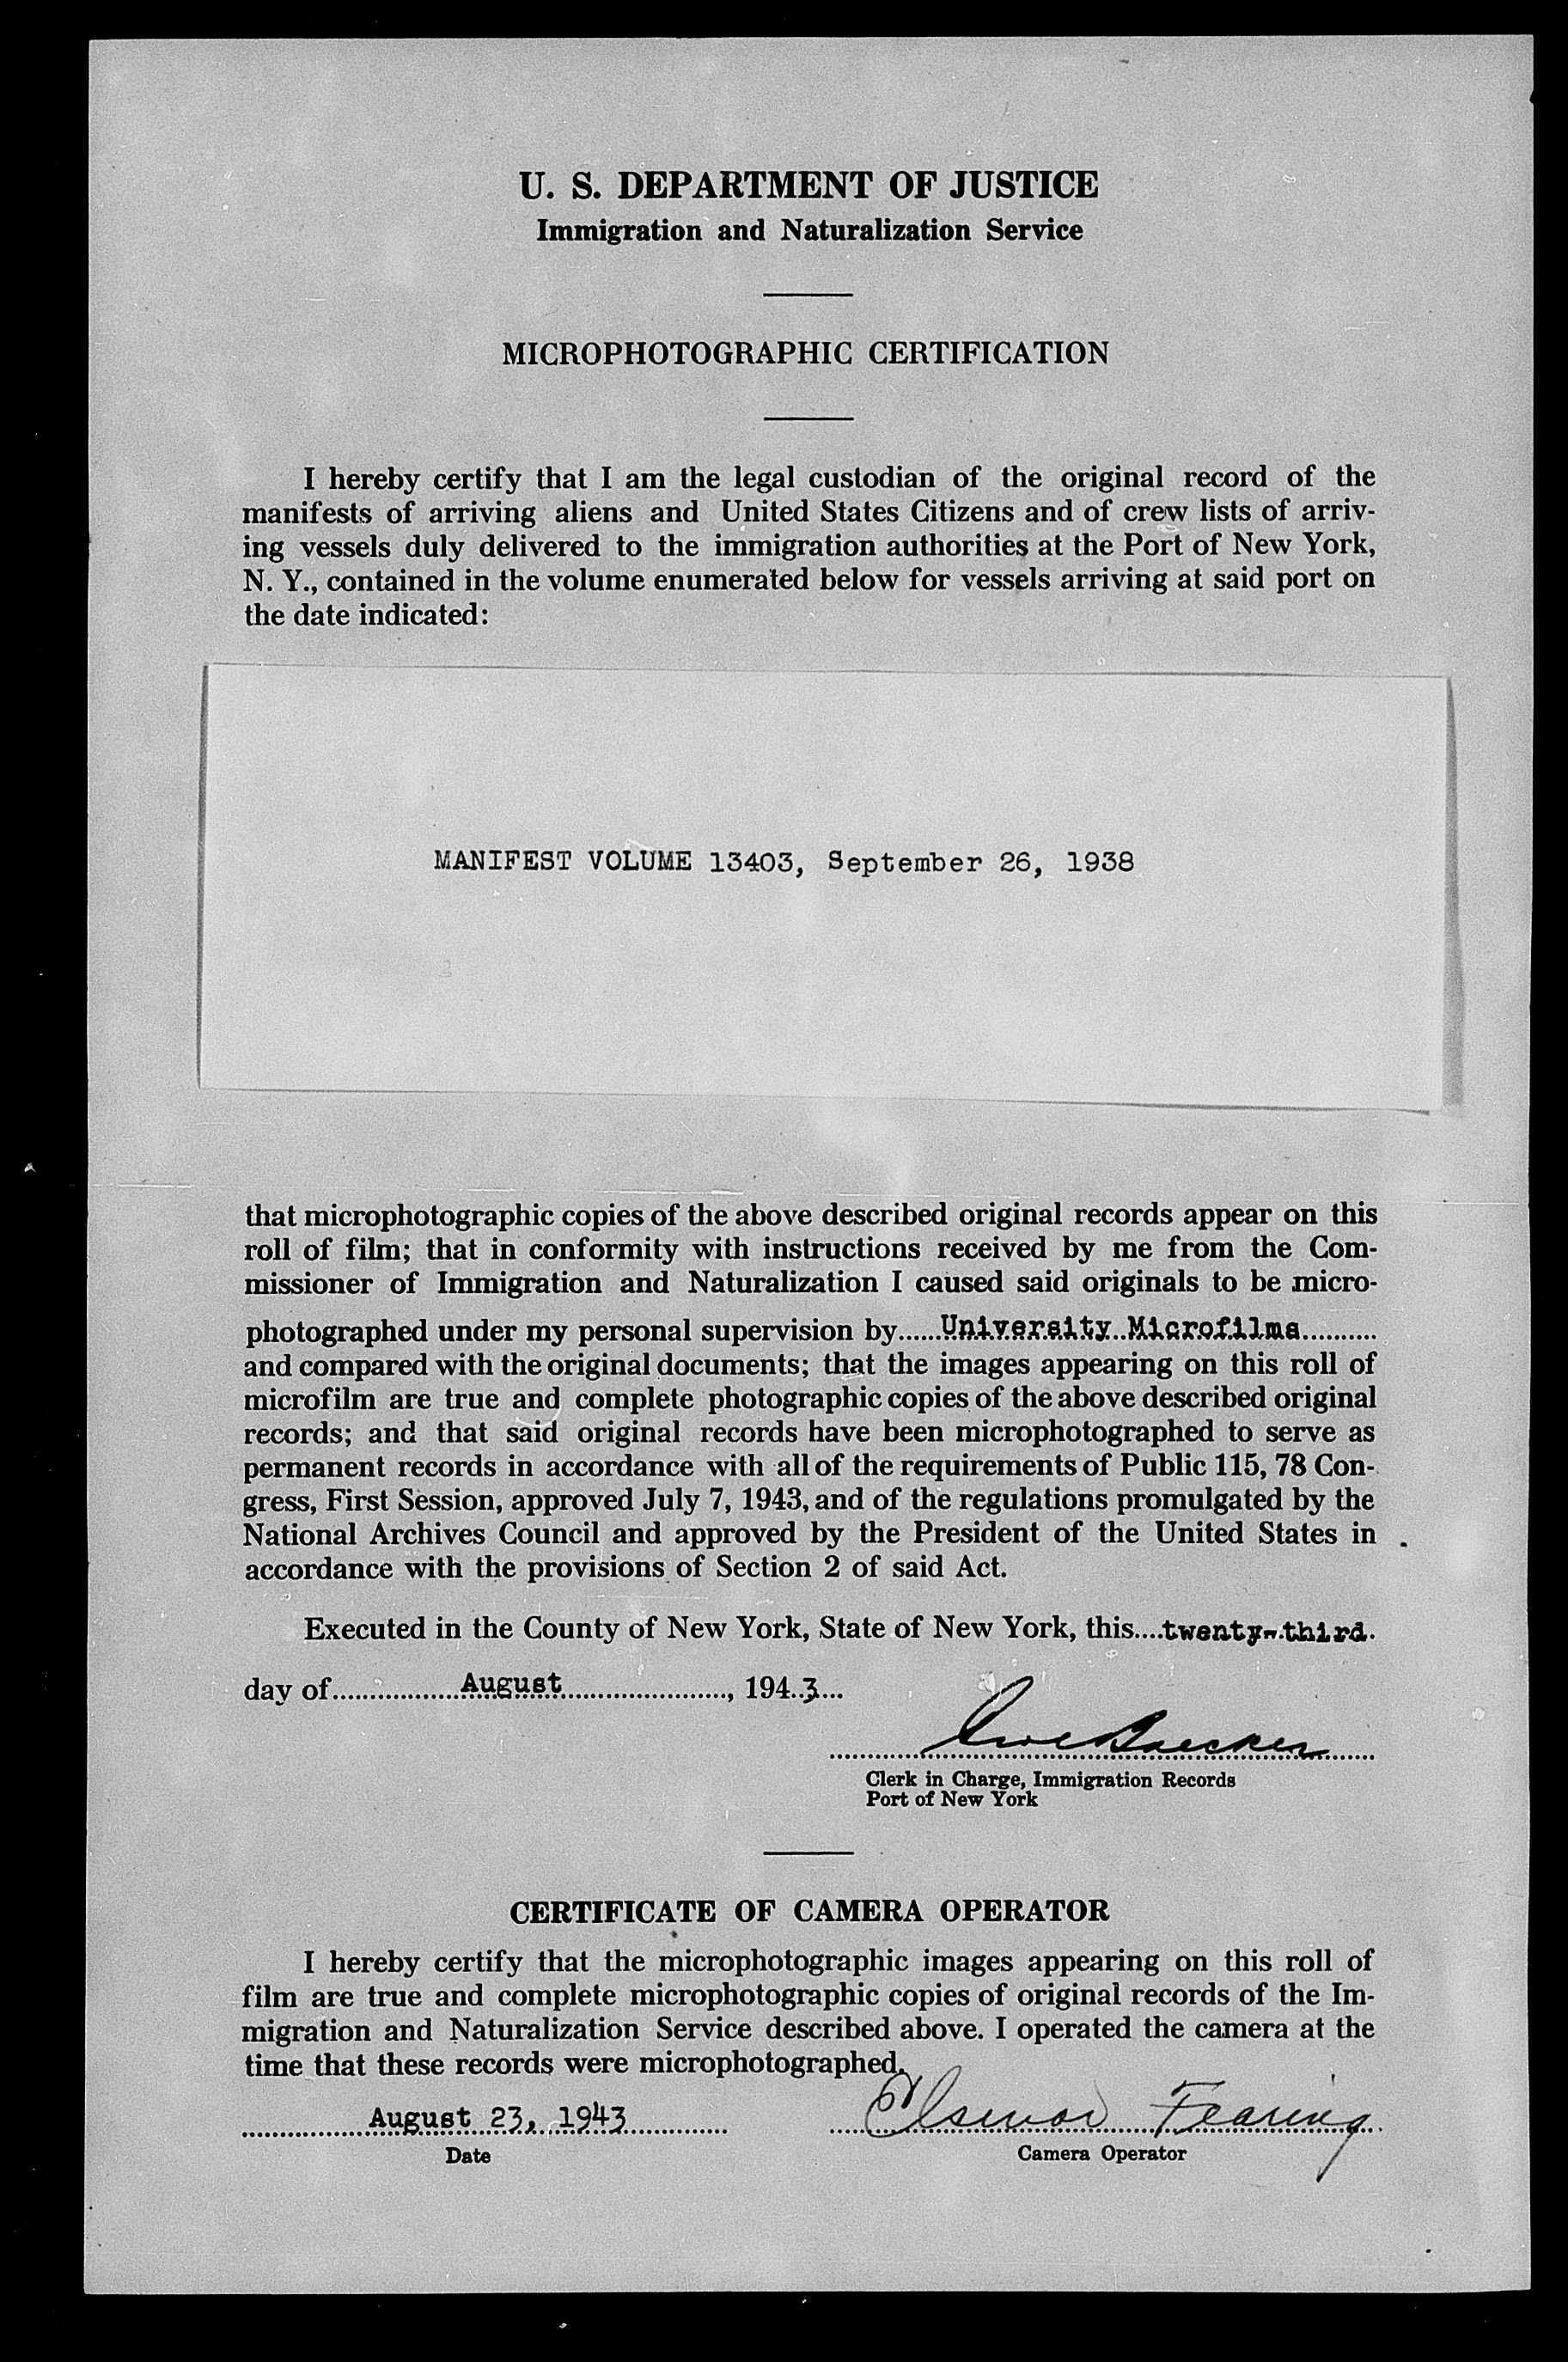 U. S. DEPARTMENT OF JUSTICE
Immigration and Naturalization Service
MICROPHOTOGRAPHIC CERTIFICATION
I hereby certify that I am the legal custodian of the original record of the
manifests of arriving aliens and United States Citizens and of crew lists of arriv-
ing vessels duly delivered to the immigration authorities at the Port of New York,
N. Y., contained in the volume enumerated below for vessels arriving at said port on
the date indicated:
MANIFEST VOLUME 13403, September 26, 1938
that microphotographic copies of the above described original records appear on this
roll of film; that in conformity with instructions received by me from the Com-
missioner of Immigration and Naturalization I caused said originals to be micro-
photographed under my personal supervision by......University Microfilms..........
and compared with the original documents; that the images appearing on this roll of
microfilm are true and complete photographic copies of the above described original
records; and that said original records have been microphotographed to serve as
permanent records in accordance with all of the requirements of Public 115, 78 Con-
gress, First Session, approved July 7, 1943, and of the regulations promulgated by the
National Archives Council and approved by the President of the United States in
accordance with the provisions of Section 2 of said Act.
Executed in the County of New York, State of New York, this....twenty-third.
day of..................August......................., 194..3...
Clerk in Charge, Immigration Records
Port of New York
CERTIFICATE OF CAMERA OPERATOR
I hereby certify that the microphotographic images appearing on this roll of
film are true and complete microphotographic copies of original records of the Im-
migration and Naturalization Service described above. I operated the camera at the
time that these records were microphotographed.
August 23, 1943 Fearing
Date Camera Operator